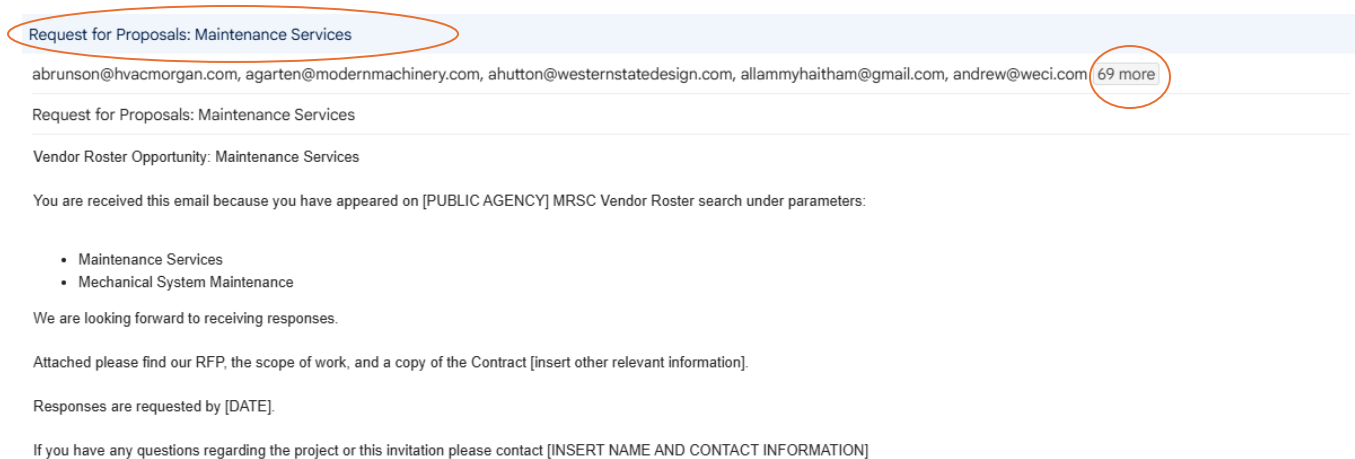 Request for Proposals: Maintenance Services
abrunson@hvacmorgan.com, agarten@modernmachinery.com, ahutton@westernstatedesign.com, allammyhaitham@gmail.com, andrew@weci.com 69 more
Request for Proposals: Maintenance Services
Vendor Roster Opportunity: Maintenance Services
You are received this email because you have appeared on [PUBLIC AGENCY] MRSC Vendor Roster search under parameters:
• Maintenance Services
• Mechanical System Maintenance
We are looking forward to receiving responses.
Attached please find our RFP, the scope of work, and a copy of the Contract [insert other relevant information].
Responses are requested by [DATE].
If you have any questions regarding the project or this invitation please contact [INSERT NAME AND CONTACT INFORMATION]